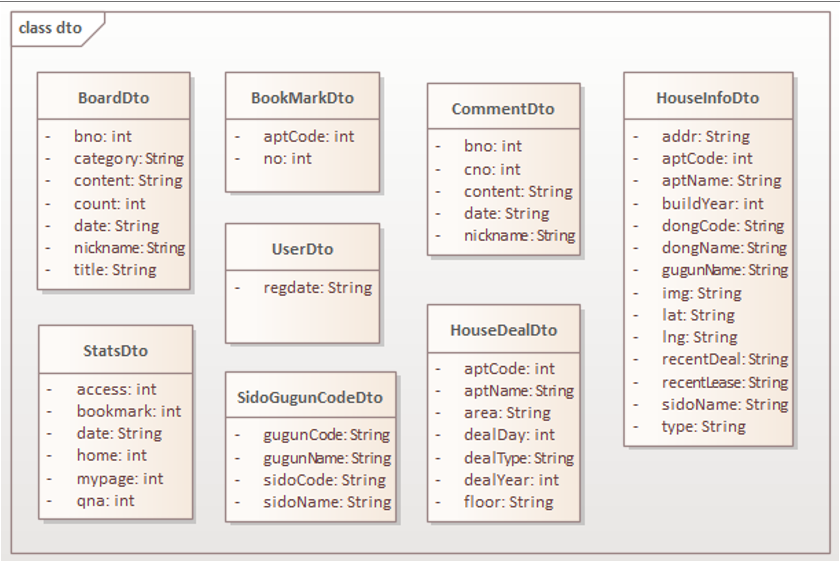 class dto
BoardDto
- bno: int
- category: String
- content: String
- count: int
- date: String
- nickname: String
- title: String
StatsDto
- access: int
- bookmark: int
- date: String
- home: int
- mypage: int
- qna: int
BookMarkDto
- aptCode: int
- no: int
UserDto
- regdate: String
SidoGugunCodeDto
- gugunCode: String
- gugunName: String
- sidoCode: String
- sidoName: String
CommentDto
- bno: int
- cno: int
- content: String
- date: String
- nickname: String
HouseDealDto
- aptCode: int
- aptName: String
- area: String
- dealDay: int
- dealType: String
- dealYear: int
- floor: String
HouseInfoDto
- addr: String
- aptCode: int
- aptName: String
- buildYear: int
- dongCode: String
- dongName: String
- gugunName: String
- img: String
- lat: String
- lng: String
- recentDeal: String
- recentLease: String
- sidoName: String
- type: String